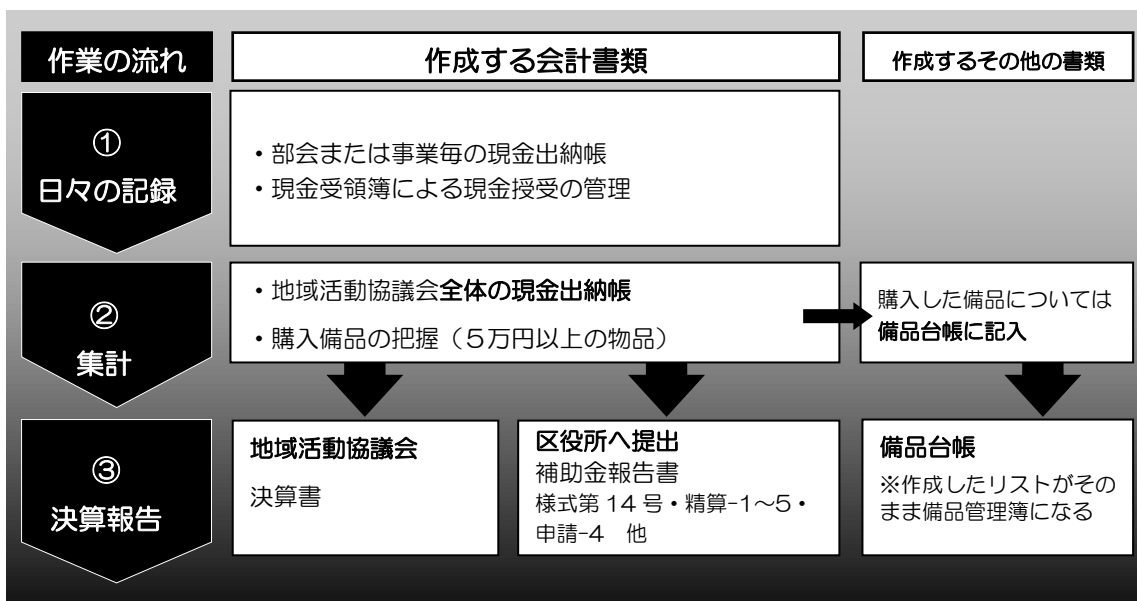 作業の流れ
作成する会計書類
作成するその他の書類
①
日々の記録
・部会または事業毎の現金出納帳
・現金受領簿による現金授受の管理
②
集計
・地域活動協議会全体の現金出納帳
・購入備品の把握（５万円以上の物品）
購入した備品については
備品台帳に記入
③
決算報告
地域活動協議会
決算書
区役所へ提出
補助金報告書
様式第 14 号・精算-1～5・
申請-4　他
備品台帳
※作成したリストがその
まま備品管理簿になる